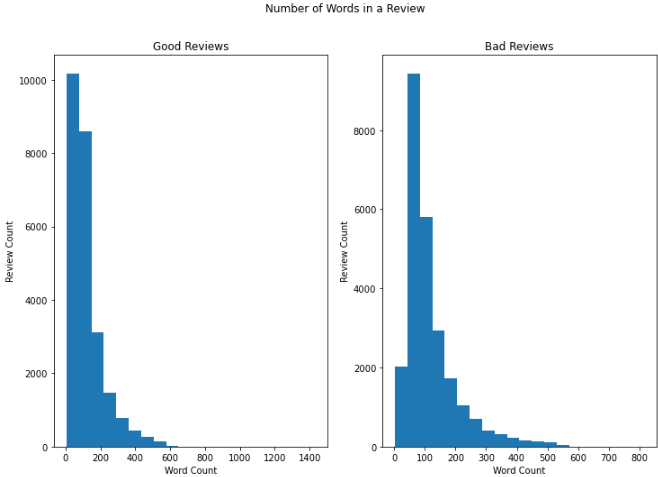 Number of Words in a Review
Good Reviews
Review Count
10000
8000
6000
4000
2000
0
0 200 400 600 800 1000 1200 1400
Word Count
Bad Reviews
Review Count
8000
6000
4000
2000
0
0 100 200 300 400 500 600 700 800
Word Count